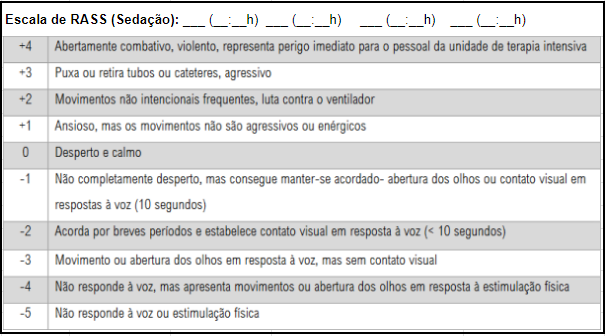 Escala de RASS (Sedação): ___ (__:__h) ___ (__:__h) ___ (__:__h) ___ (__:__h)
+4 Abertamente combativo, violento, representa perigo imediato para o pessoal da unidade de terapia intensiva
+3 Puxa ou retira tubos ou cateteres, agressivo
+2 Movimentos não intencionais frequentes, luta contra o ventilador
+1 Ansioso, mas os movimentos não são agressivos ou enérgicos
0 Desperto e calmo
-1 Não completamente desperto, mas consegue manter-se acordado- abertura dos olhos ou contato visual em
respostas à voz (10 segundos)
-2 Acorda por breves períodos e estabelece contato visual em resposta à voz (< 10 segundos)
-3 Movimento ou abertura dos olhos em resposta à voz, mas sem contato visual
-4 Não responde à voz, mas apresenta movimentos ou abertura dos olhos em resposta à estimulação física
-5 Não responde à voz ou estimulação física